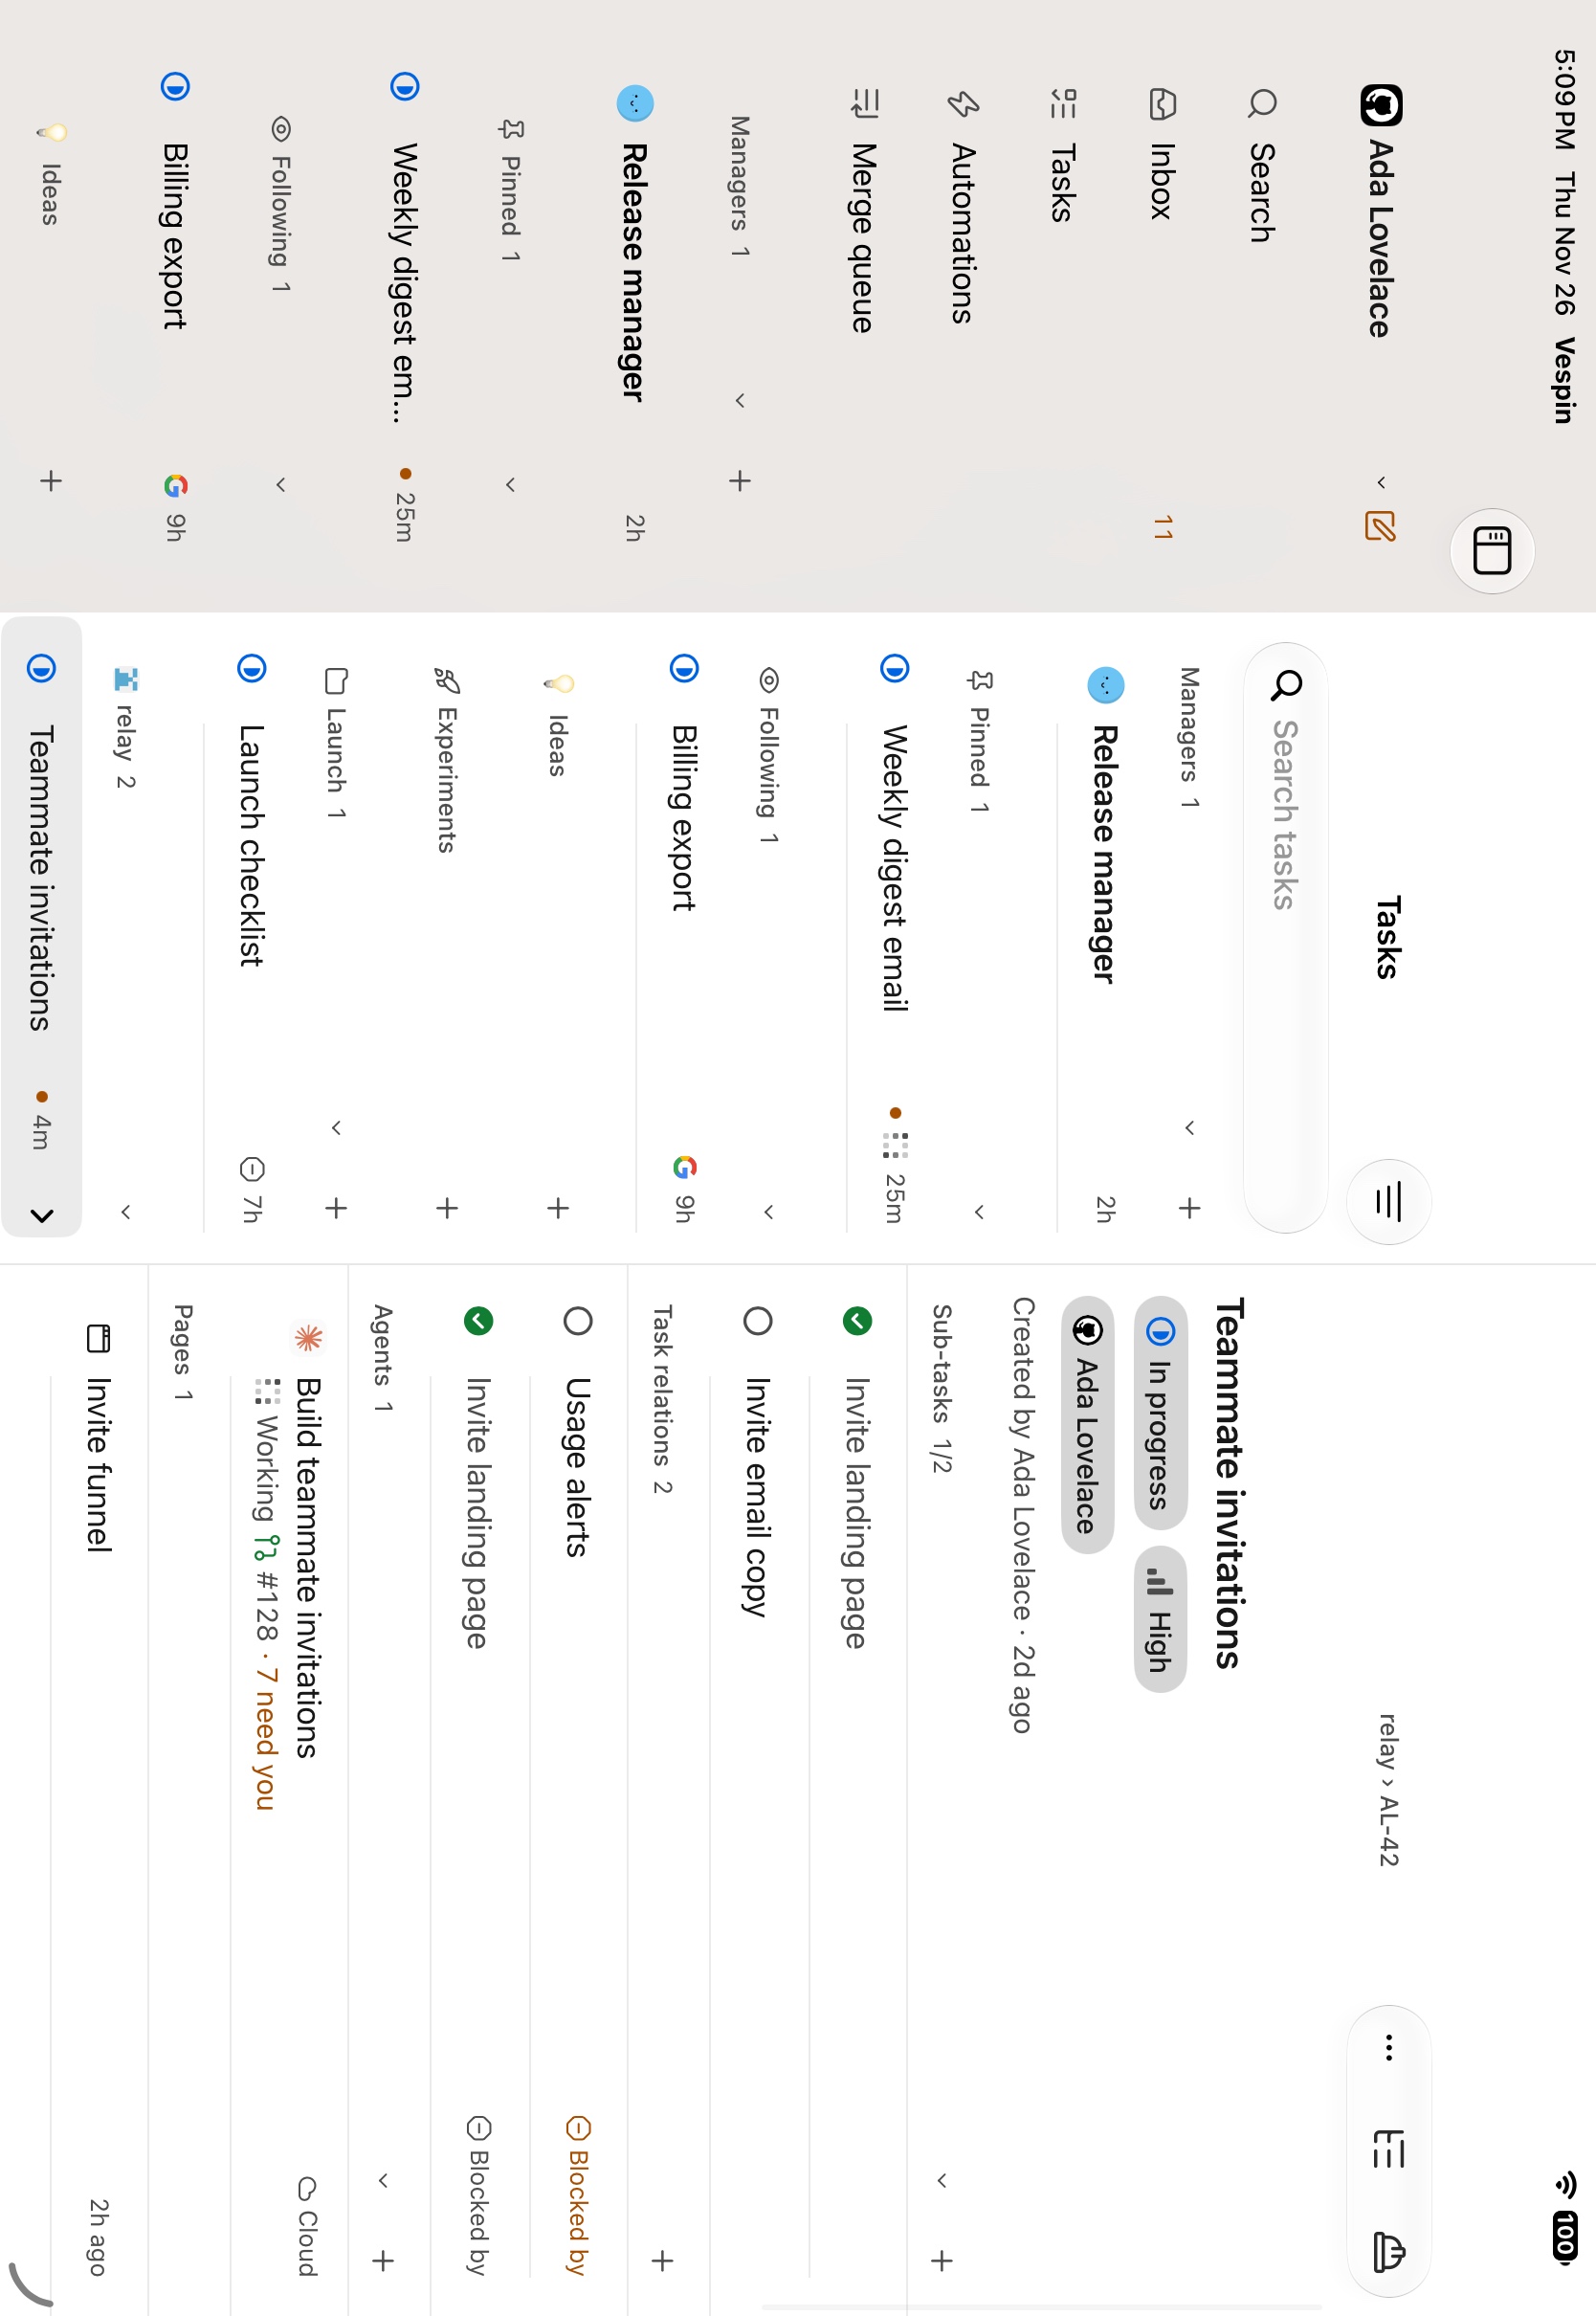 5:09 PM Thu Nov 26 Vespin
100
Ada Lovelace
Search
Inbox 11
Tasks
Automations
Merge queue
Managers 1
Release manager 2h
Pinned 1
Weekly digest em... 25m
Following 1
Billing export 9h
Ideas
Tasks
Search tasks
Managers 1
Release manager 2h
Pinned 1
Weekly digest email 25m
Following 1
Billing export 9h
Ideas
Experiments
Launch 1
Launch checklist 7h
relay 2
Teammate invitations 4m
relay › AL-42
Teammate invitations
In progress High
Ada Lovelace
Created by Ada Lovelace · 2d ago
Sub-tasks 1/2
Invite landing page
Invite email copy
Task relations 2
Usage alerts Blocked by
Invite landing page Blocked by
Agents 1
Build teammate invitations Cloud
Working #128 · 7 need you
Pages 1
Invite funnel 2h ago